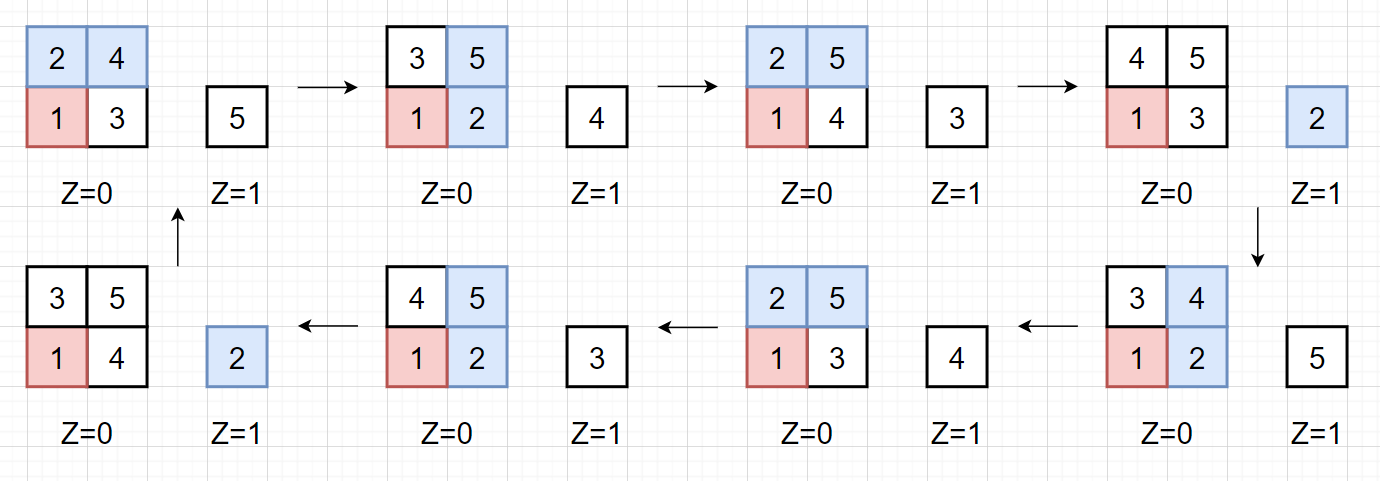 2 4 3 5 2 5 4 5
1 3 5 1 2 4 1 4 3 1 3 2
Z=0 Z=1 Z=0 Z=1 Z=0 Z=1 Z=0 Z=1
3 5 4 5 2 5 3 4
1 4 2 1 2 3 1 3 4 1 2 5
Z=0 Z=1 Z=0 Z=1 Z=0 Z=1 Z=0 Z=1